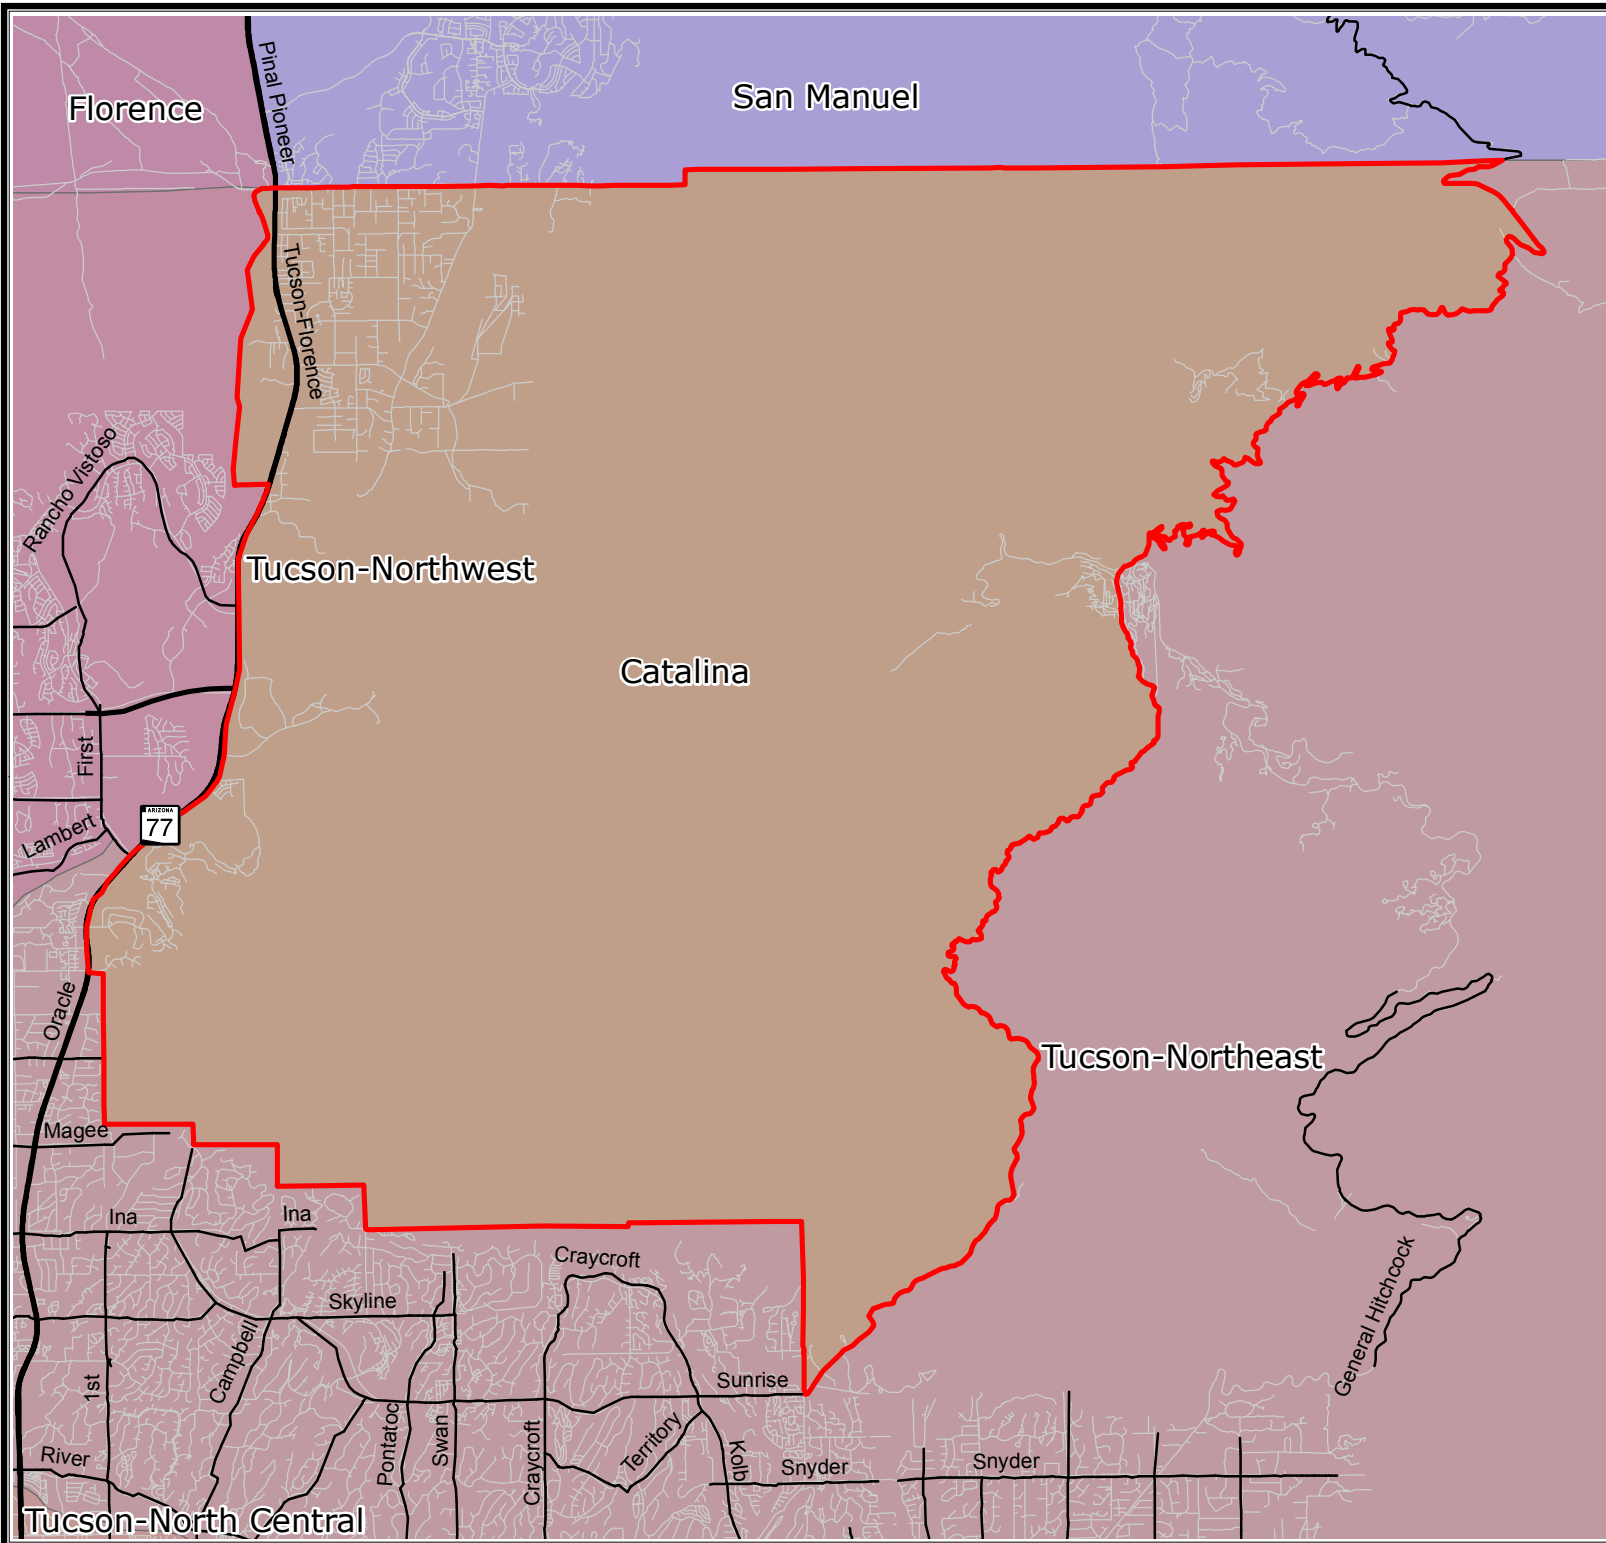 Pinal Pioneer
San Manuel
Florence
Tucson-Florence
Rancho Vistoso
Tucson-Northwest
Catalina
First
ARIZONA
77
Lambert
Oracle
Tucson-Northeast
Magee
Ina
Ina
Craycroft
Skyline
General Hitchcock
Campbell
1st
Sunrise
Pontatoc
Swan
Craycroft
Territory
Kolb
River
Snyder
Snyder
Tucson-North Central